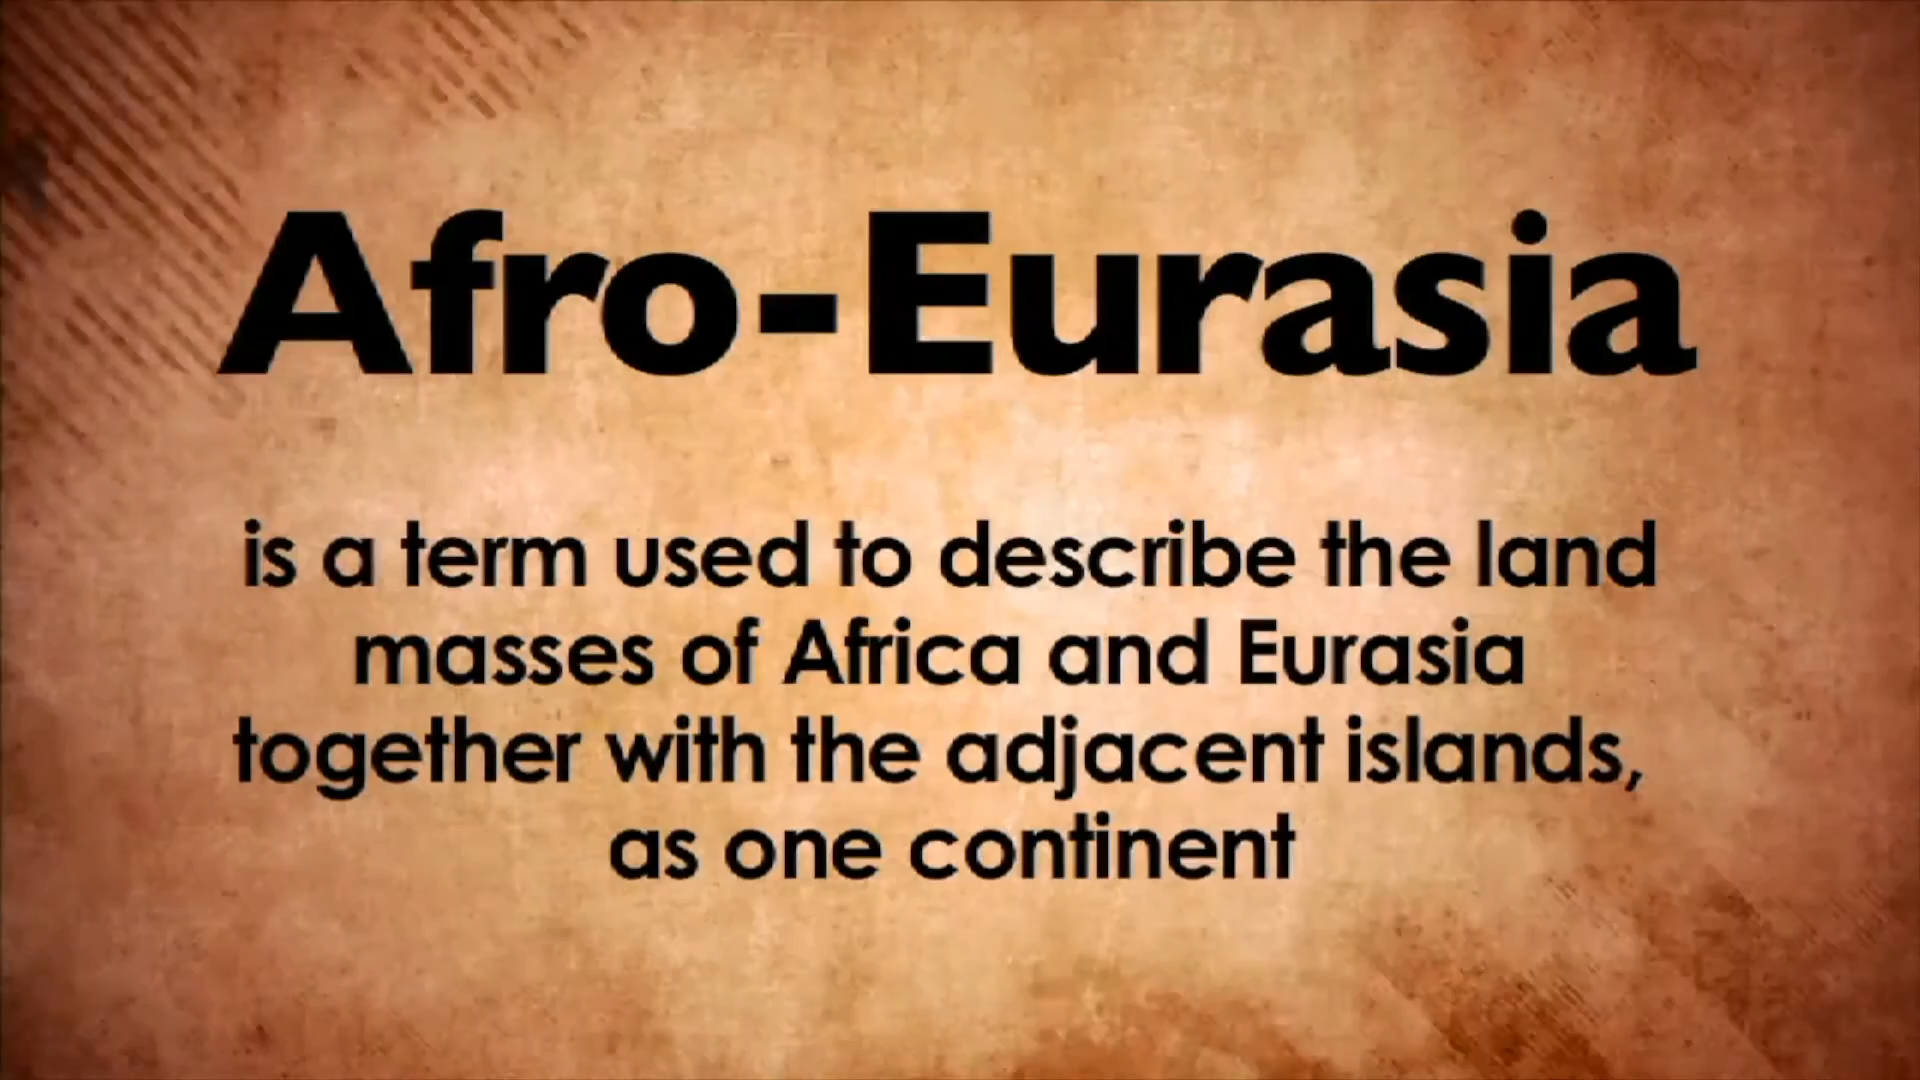 Afro-Eurasia
is a term used to describe the land
masses of Africa and Eurasia
together with the adjacent islands,
as one continent